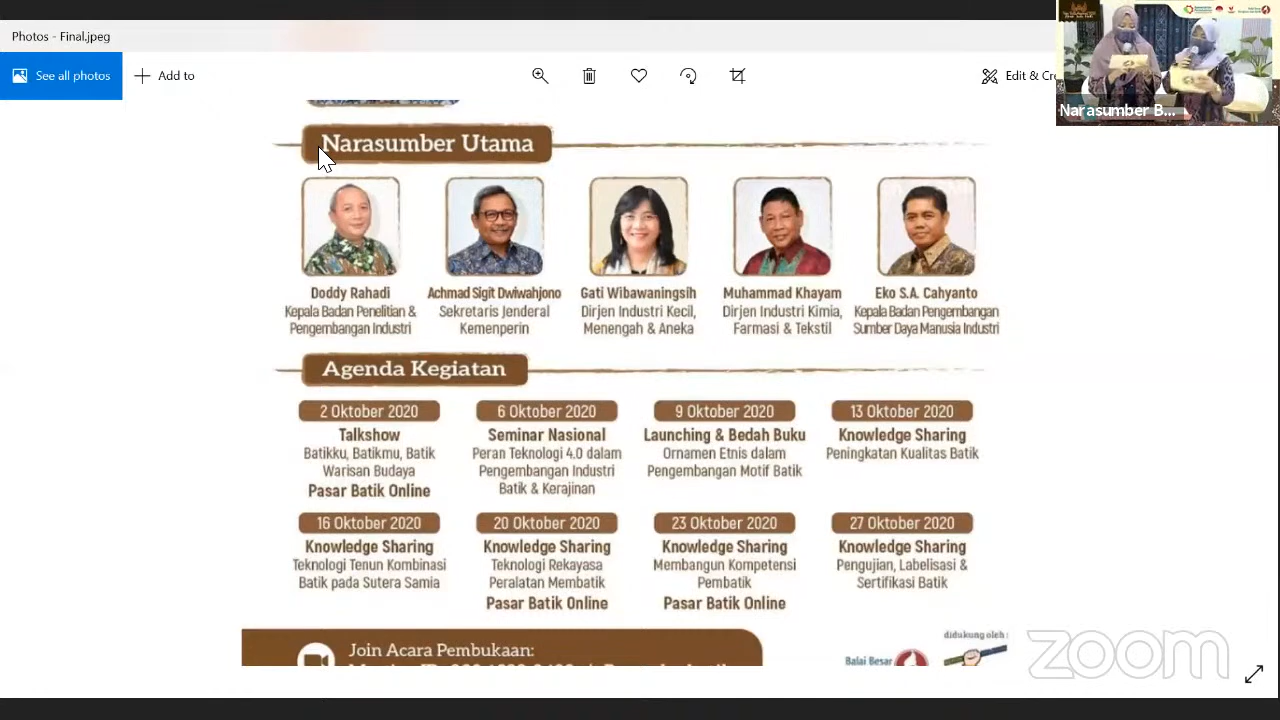 Photos - Final.jpeg
See all photos
Add to
Edit & Cre
Narasumber B...
Narasumber Utama
Doddy Rahadi
Kepala Badan Penelitian &
Pengembangan Industri
Achmad Sigit Dwiwahjono
Sekretaris Jenderal
Kemenperin
Gati Wibawaningsih
Dirjen Industri Kecil,
Menengah & Aneka
Muhammad Khayam
Dirjen Industri Kimia,
Farmasi & Tekstil
Eko S.A. Cahyanto
Kepala Badan Pengembangan
Sumber Daya Manusia Industri
Agenda Kegiatan
2 Oktober 2020
Talkshow
Batikku, Batikmu, Batik
Warisan Budaya
Pasar Batik Online
6 Oktober 2020
Seminar Nasional
Peran Teknologi 4.0 dalam
Pengembangan Industri
Batik & Kerajinan
9 Oktober 2020
Launching & Bedah Buku
Ornamen Etnis dalam
Pengembangan Motif Batik
13 Oktober 2020
Knowledge Sharing
Peningkatan Kualitas Batik
16 Oktober 2020
Knowledge Sharing
Teknologi Tenun Kombinasi
Batik pada Sutera Samia
20 Oktober 2020
Knowledge Sharing
Teknologi Rekayasa
Peralatan Membatik
Pasar Batik Online
23 Oktober 2020
Knowledge Sharing
Membangun Kompetensi
Pembatik
Pasar Batik Online
27 Oktober 2020
Knowledge Sharing
Pengujian, Labelisasi &
Sertifikasi Batik
Join Acara Pembukaan:
didukung oleh :
Balai Besar
zoom